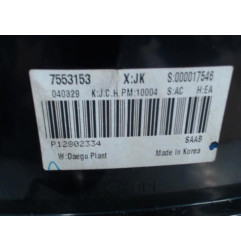 7553153 X:JK S:000017546
040329 K:J.C.H. PM:10004 S:AC H:EA
P12802334 SAAB
W:Daegu Plant Made in Korea